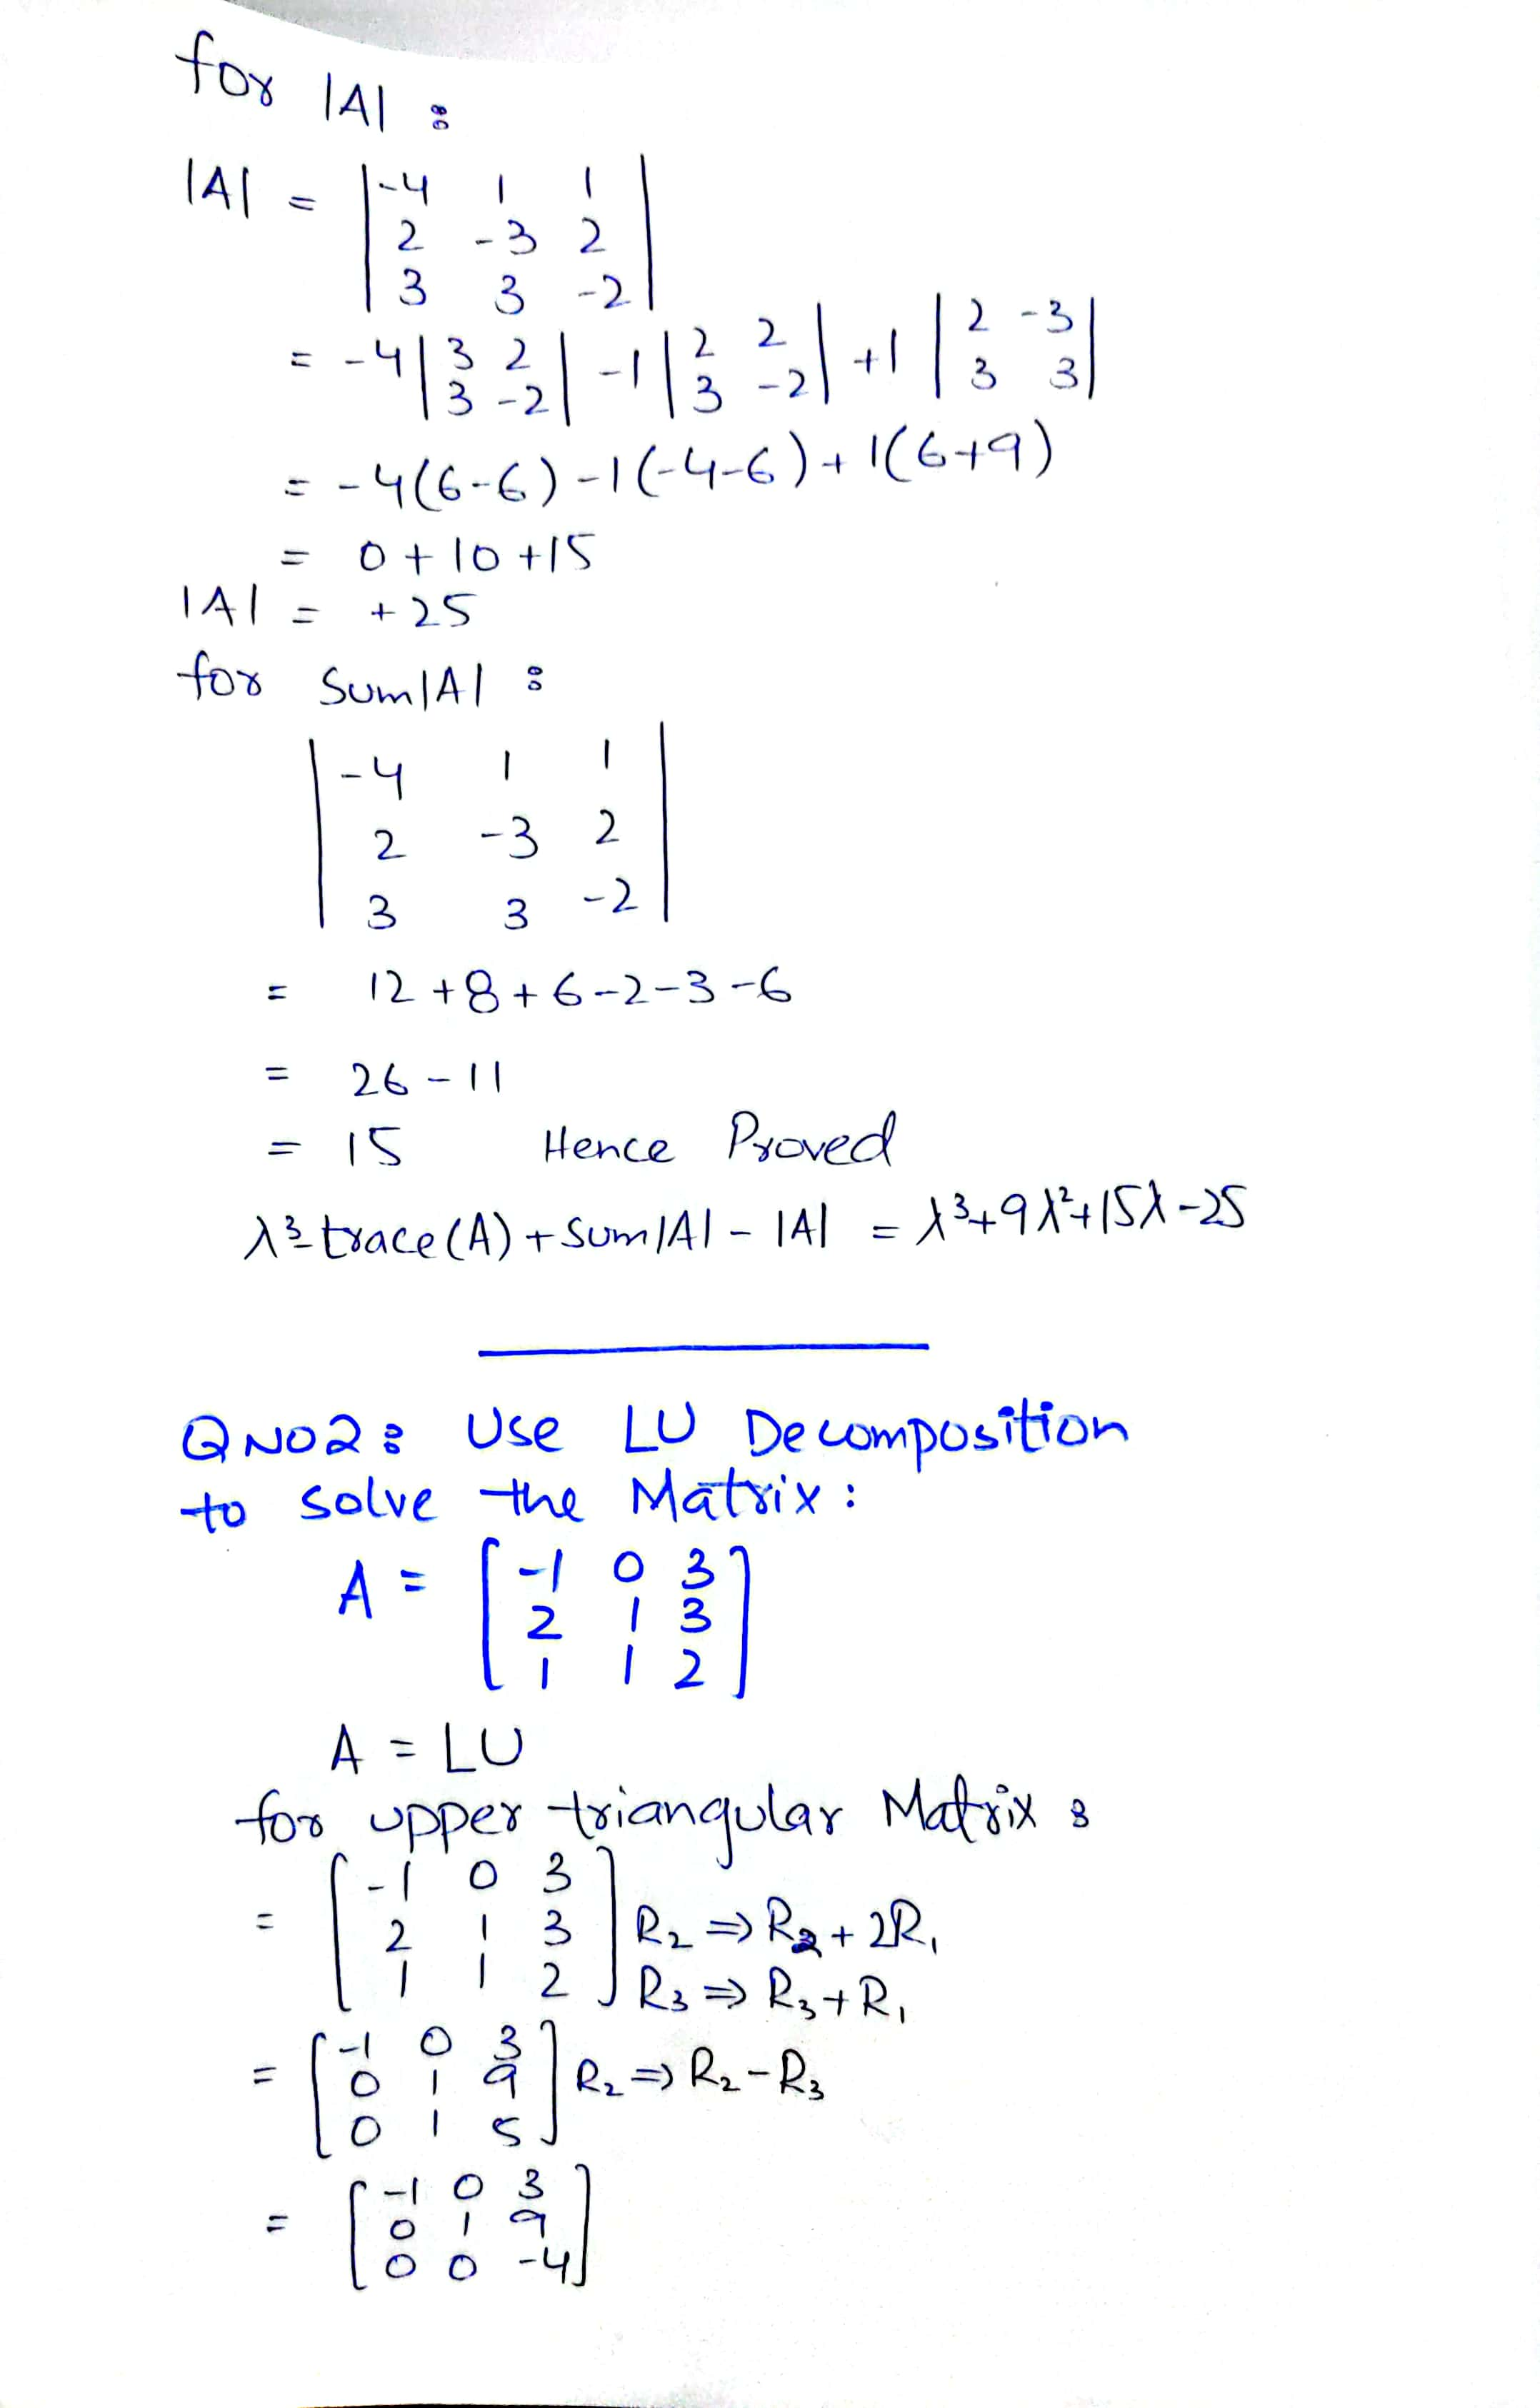 for |A| :
|A| = |-4 1 1|
|2 -3 2|
|3 3 -2|
= -4|3 2| -1|2 2| +1|2 -3|
|3 -2| |3 -2| |3 3|
= -4(6-6) -1(-4-6) + 1(6+9)
= 0 + 10 + 15
|A| = +25
for Sum|A| :
|-4 1 1|
|2 -3 2|
|3 3 -2|
= 12 + 8 + 6 - 2 - 3 - 6
= 26 - 11
= 15 Hence Proved
λ³ - trace(A) + Sum|A| - |A| = λ³ + 9λ² + 15λ - 25
Q NO 2 : Use LU Decomposition
to solve the Matrix :
A = [-1 0 3]
[2 1 3]
[1 1 2]
A = LU
for upper triangular Matrix :
= [-1 0 3]
[2 1 3] R₂ ⇒ R₂ + 2R₁
[1 1 2] R₃ ⇒ R₃ + R₁
= [-1 0 3]
[0 1 9] R₂ ⇒ R₂ - R₃
[0 1 5]
= [-1 0 3]
[0 1 9]
[0 0 -4]